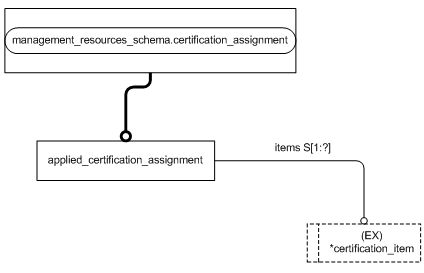 management_resources_schema.certification_assignment
applied_certification_assignment
items S[1:?]
(EX)
*certification_item